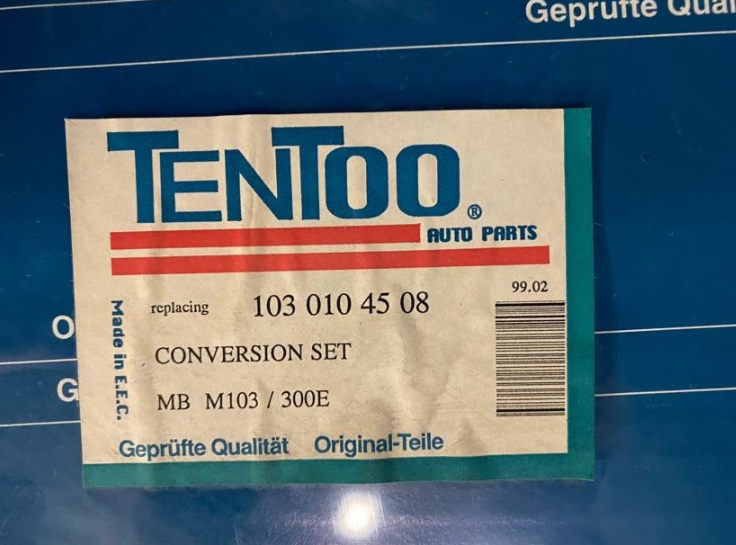 Geprüfte Qual
TENTOO®
AUTO PARTS
99.02
replacing 103 010 45 08
CONVERSION SET
MB M103 / 300E
Made in E.E.C.
Geprüfte Qualität Original-Teile
O
G